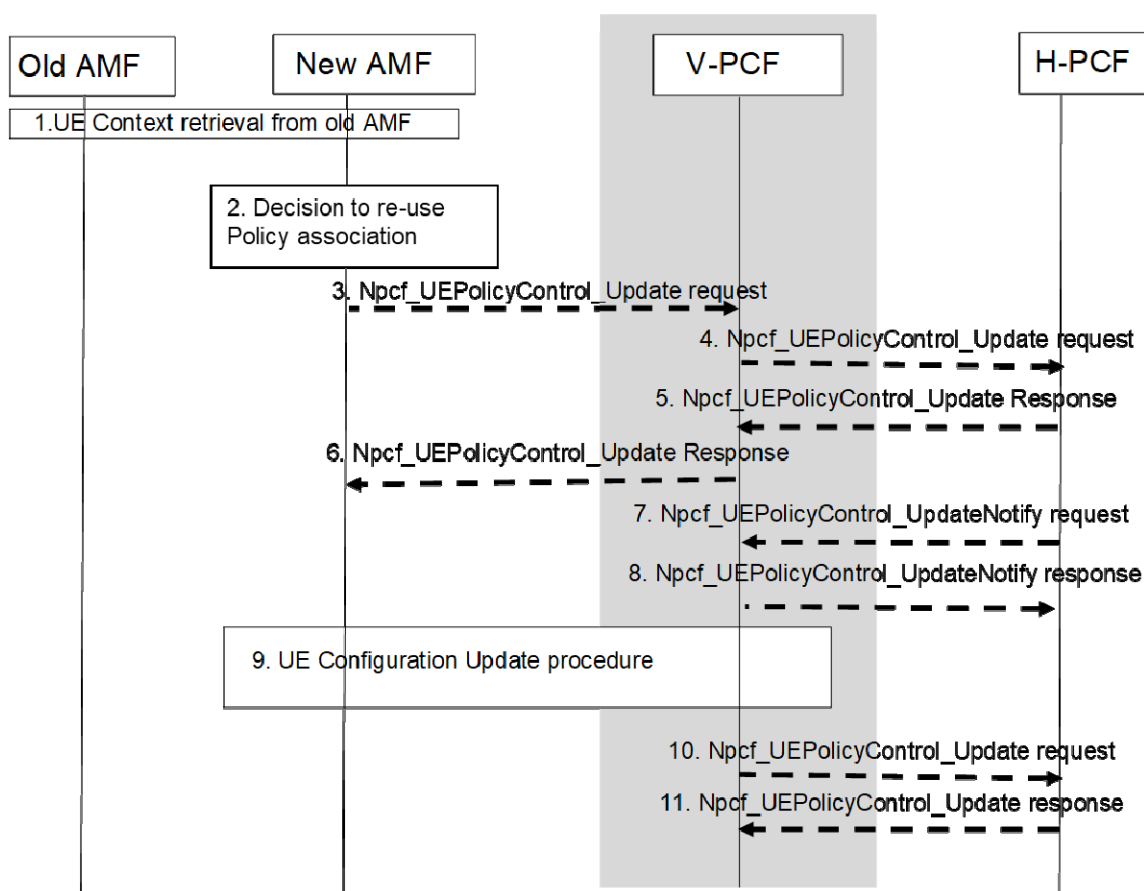 Old AMF
New AMF
V-PCF
H-PCF
1.UE Context retrieval from old AMF
2. Decision to re-use
Policy association
3. Npcf_UEPolicyControl_Update request
4. Npcf_UEPolicyControl_Update request
5. Npcf_UEPolicyControl_Update Response
6. Npcf_UEPolicyControl_Update Response
7. Npcf_UEPolicyControl_UpdateNotify request
8. Npcf_UEPolicyControl_UpdateNotify response
9. UE Configuration Update procedure
10. Npcf_UEPolicyControl_Update request
11. Npcf_UEPolicyControl_Update response